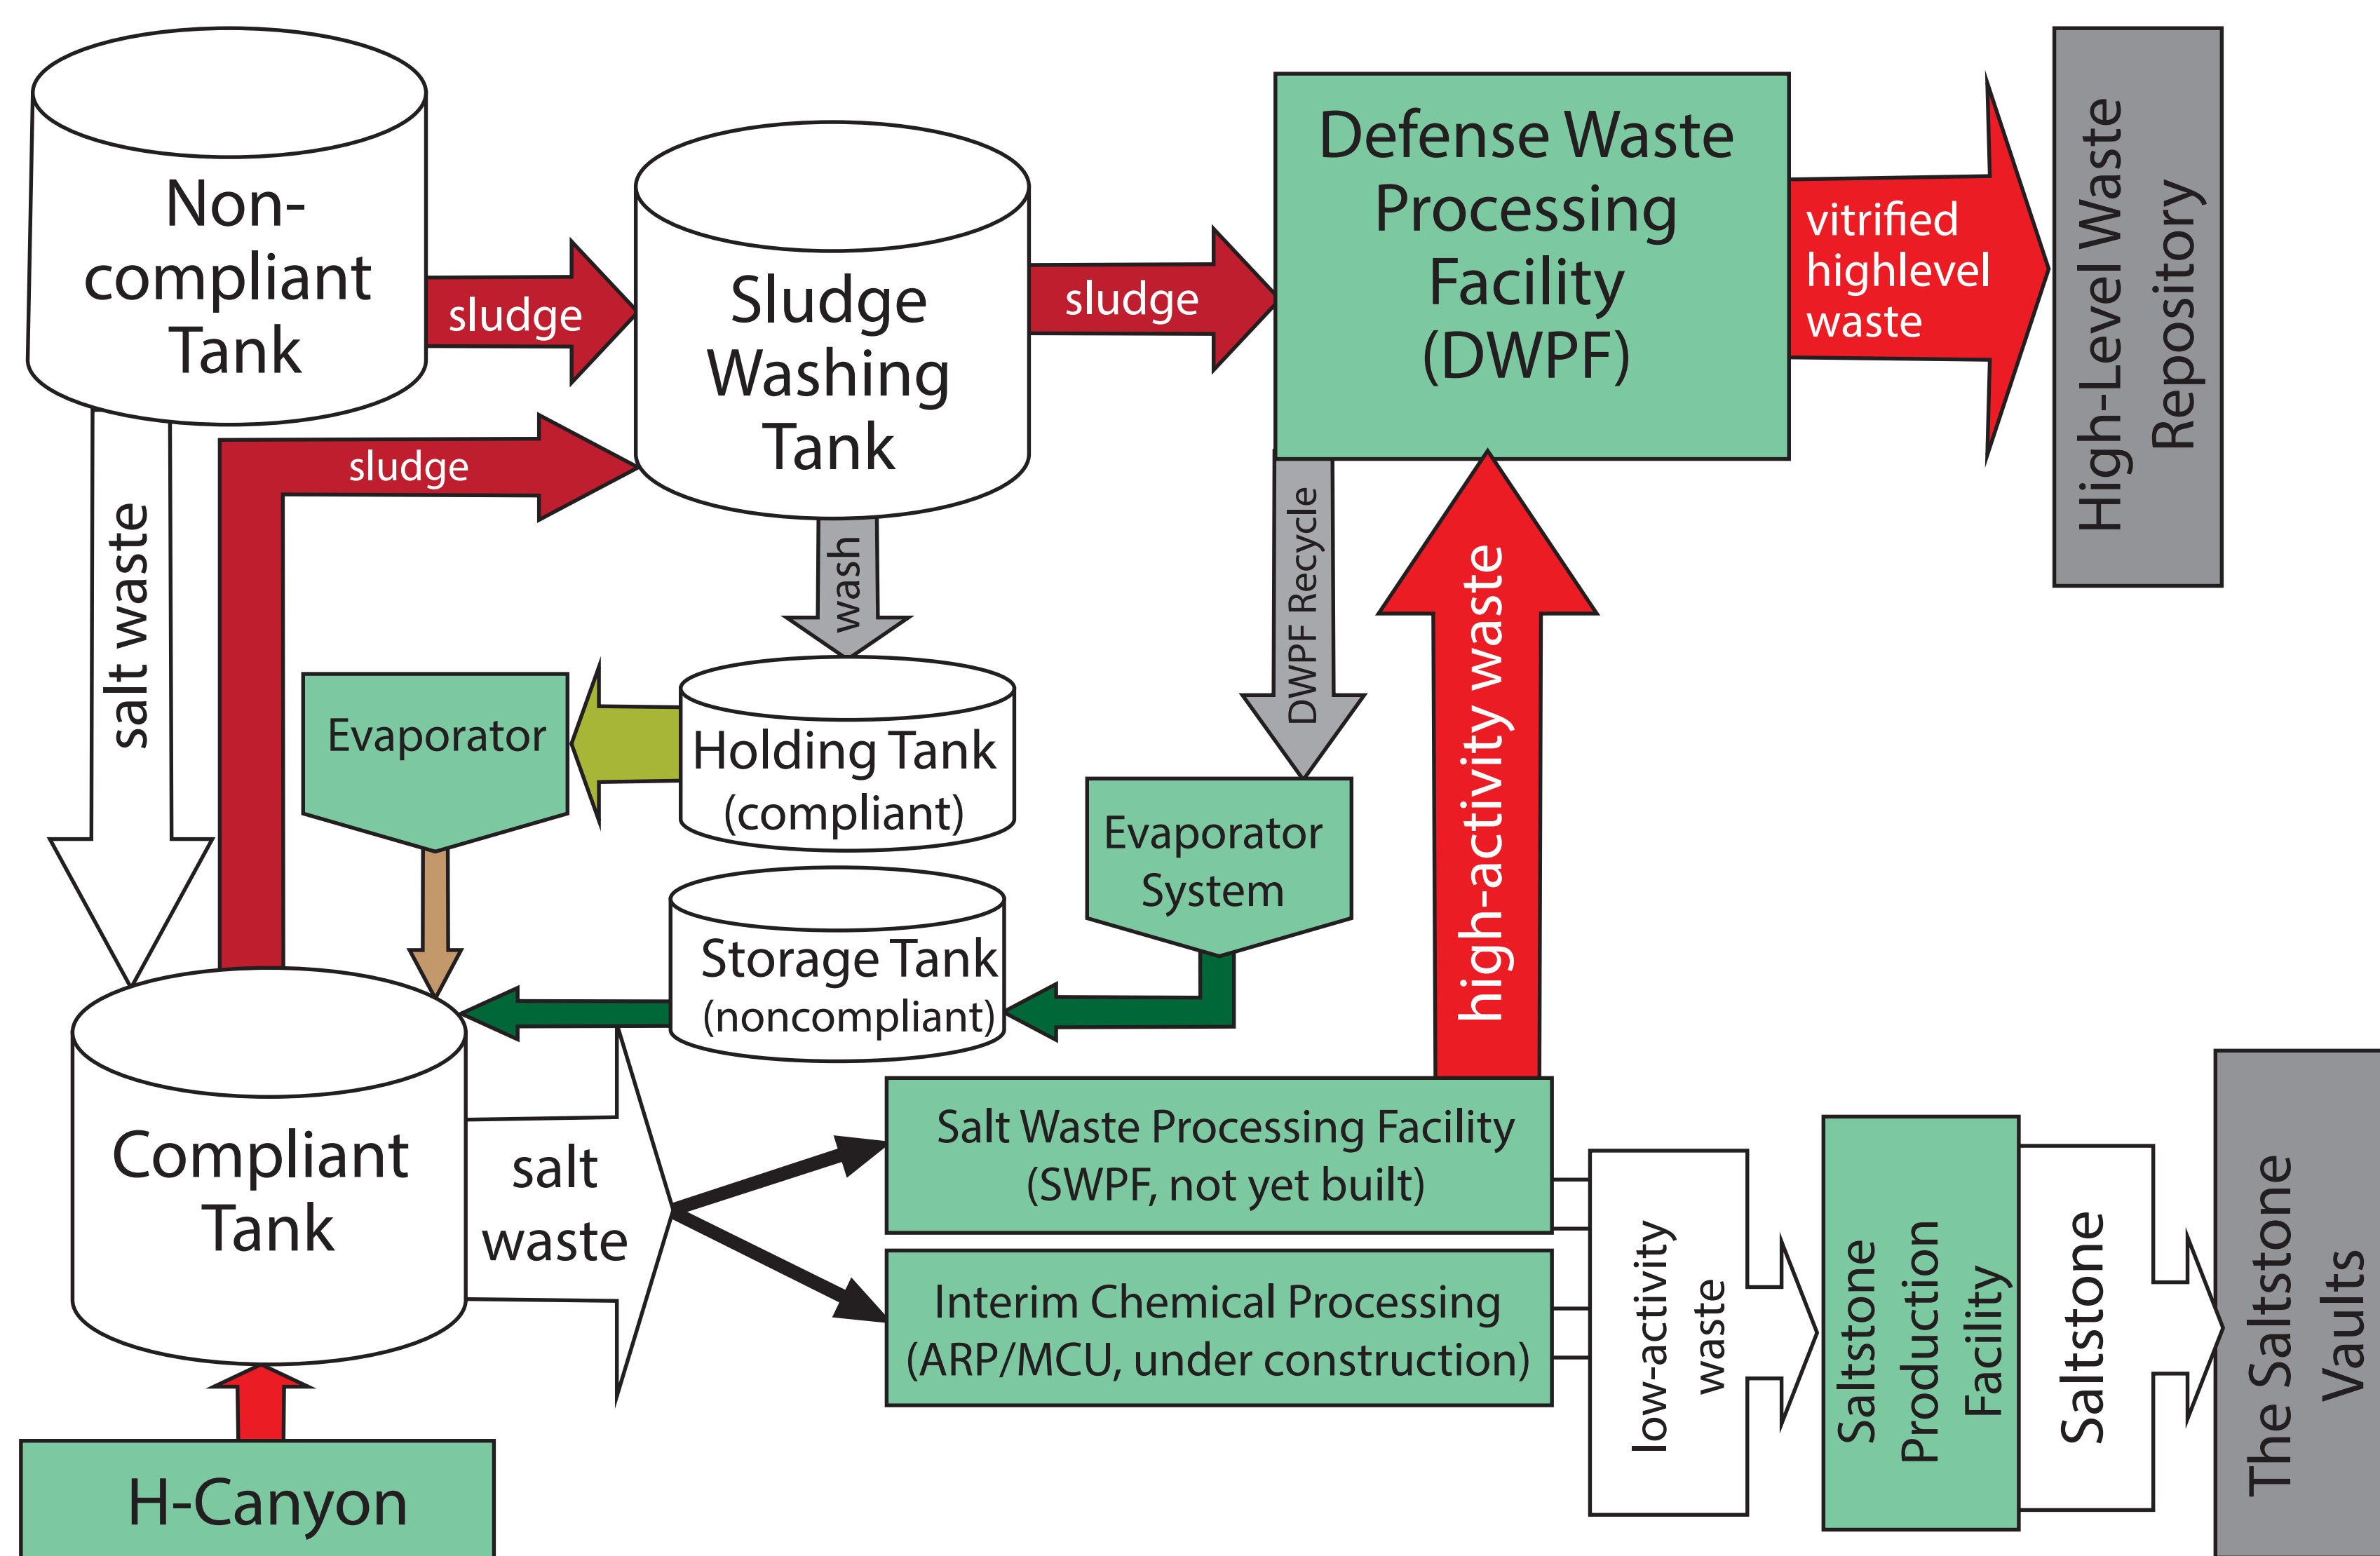 Non-
compliant
Tank
sludge
Sludge
Washing
Tank
sludge
Defense Waste
Processing
Facility
(DWPF)
vitrified
highlevel
waste
High-Level Waste
Repository
sludge
salt waste
wash
DWPF Recycle
high-activity waste
Evaporator
Holding Tank
(compliant)
Evaporator
System
Storage Tank
(noncompliant)
Compliant
Tank
salt
waste
Salt Waste Processing Facility
(SWPF, not yet built)
Interim Chemical Processing
(ARP/MCU, under construction)
low-activity
waste
Saltstone
Production
Facility
Saltstone
The Saltstone
Vaults
H-Canyon